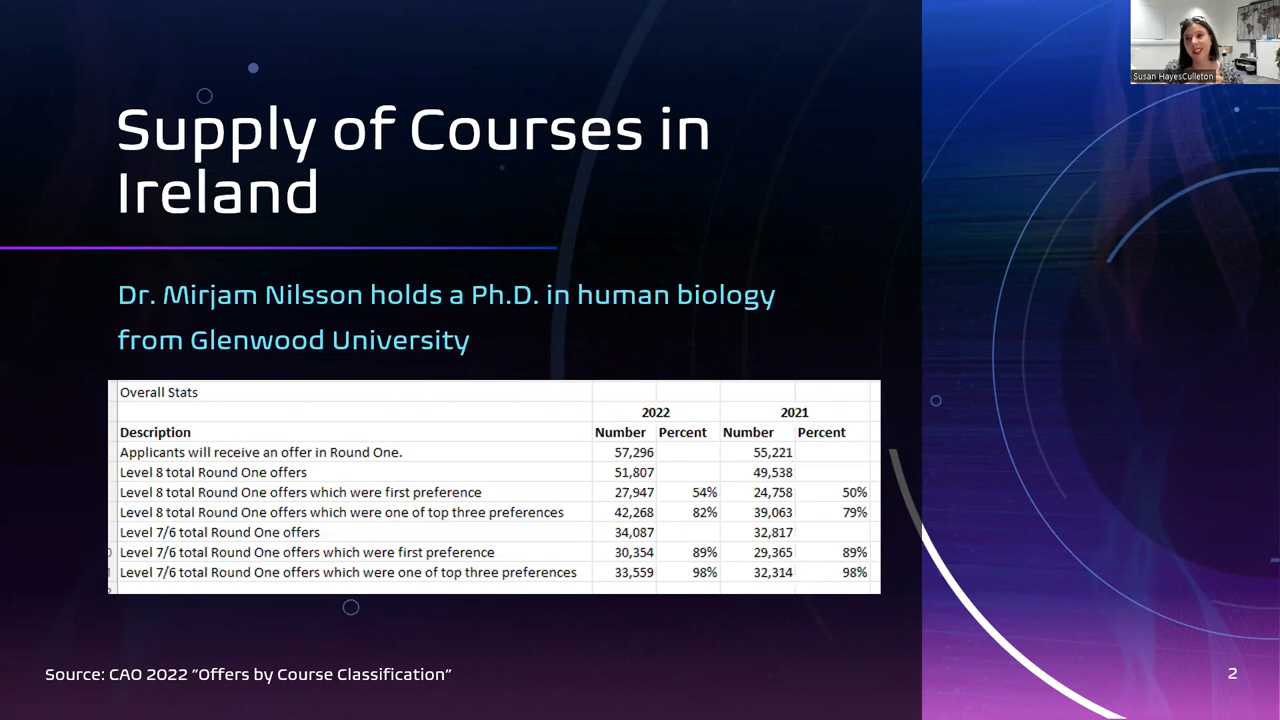 Susan HayesCulleton
Supply of Courses in
Ireland
Dr. Mirjam Nilsson holds a Ph.D. in human biology
from Glenwood University
Overall Stats
2022 2021
Description Number Percent Number Percent
Applicants will receive an offer in Round One. 57,296 55,221
Level 8 total Round One offers 51,807 49,538
Level 8 total Round One offers which were first preference 27,947 54% 24,758 50%
Level 8 total Round One offers which were one of top three preferences 42,268 82% 39,063 79%
Level 7/6 total Round One offers 34,087 32,817
Level 7/6 total Round One offers which were first preference 30,354 89% 29,365 89%
Level 7/6 total Round One offers which were one of top three preferences 33,559 98% 32,314 98%
Source: CAO 2022 “Offers by Course Classification”
2